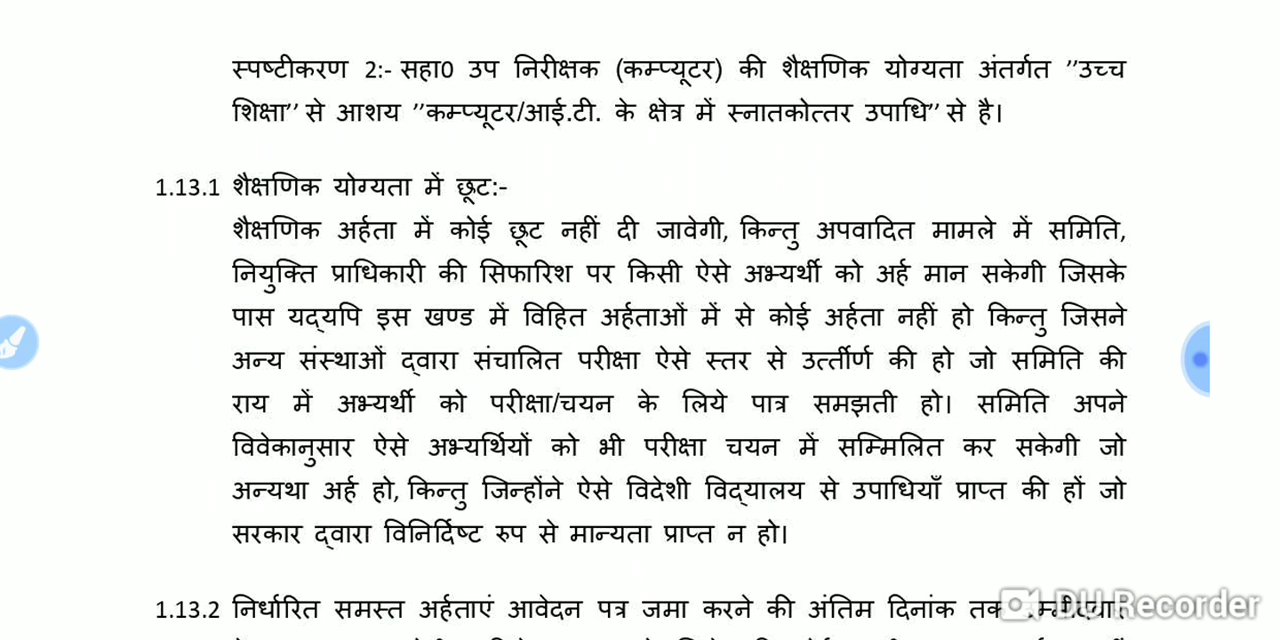 स्पष्टीकरण 2:- सहा0 उप निरीक्षक (कम्प्यूटर) की शैक्षणिक योग्यता अंतर्गत ”उच्च
शिक्षा’’ से आशय ”कम्प्यूटर/आई.टी. के क्षेत्र में स्नातकोत्तर उपाधि’’ से है।
1.13.1 शैक्षणिक योग्यता में छूट:-
शैक्षणिक अर्हता में कोई छूट नहीं दी जावेगी, किन्तु अपवादित मामले में समिति,
नियुक्ति प्राधिकारी की सिफारिश पर किसी ऐसे अभ्यर्थी को अर्ह मान सकेगी जिसके
पास यद्यपि इस खण्ड में विहित अर्हताओं में से कोई अर्हता नहीं हो किन्तु जिसने
अन्य संस्थाओं द्वारा संचालित परीक्षा ऐसे स्तर से उर्त्तीर्ण की हो जो समिति की
राय में अभ्यर्थी को परीक्षा/चयन के लिये पात्र समझती हो। समिति अपने
विवेकानुसार ऐसे अभ्यर्थियों को भी परीक्षा चयन में सम्मिलित कर सकेगी जो
अन्यथा अर्ह हो, किन्तु जिन्होंने ऐसे विदेशी विद्यालय से उपाधियाँ प्राप्त की हों जो
सरकार द्वारा विनिर्दिष्ट रुप से मान्यता प्राप्त न हो।
1.13.2 निर्धारित समस्त अर्हताएं आवेदन पत्र जमा करने की अंतिम दिनांक तक
DU Recorder